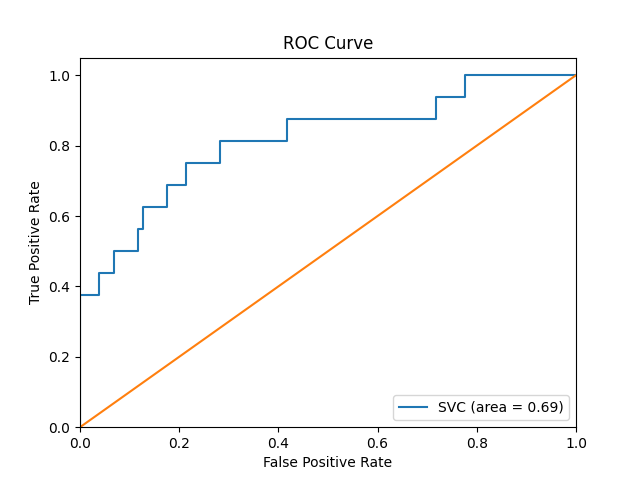 ROC Curve
True Positive Rate
1.0
0.8
0.6
0.4
0.2
0.0
0.0 0.2 0.4 0.6 0.8 1.0
False Positive Rate
SVC (area = 0.69)